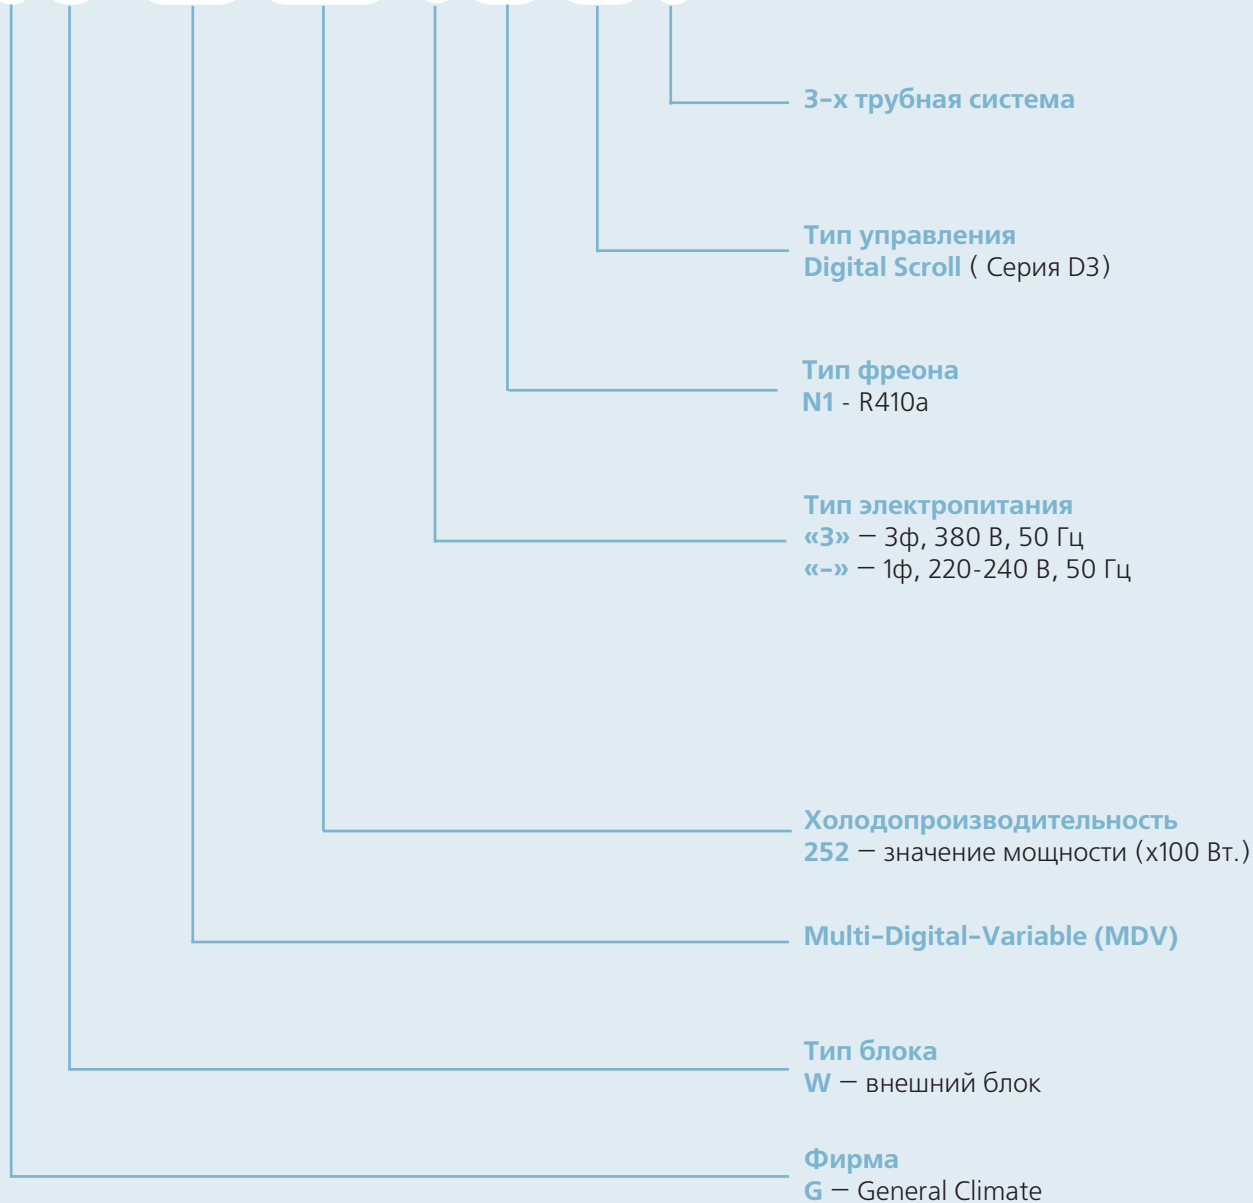 3-х трубная система
Тип управления
Digital Scroll ( Серия D3)
Тип фреона
N1 - R410a
Тип электропитания
«3» — 3ф, 380 В, 50 Гц
«-» — 1ф, 220-240 В, 50 Гц
Холодопроизводительность
252 — значение мощности (х100 Вт.)
Multi-Digital-Variable (MDV)
Тип блока
W — внешний блок
Фирма
G — General Climate